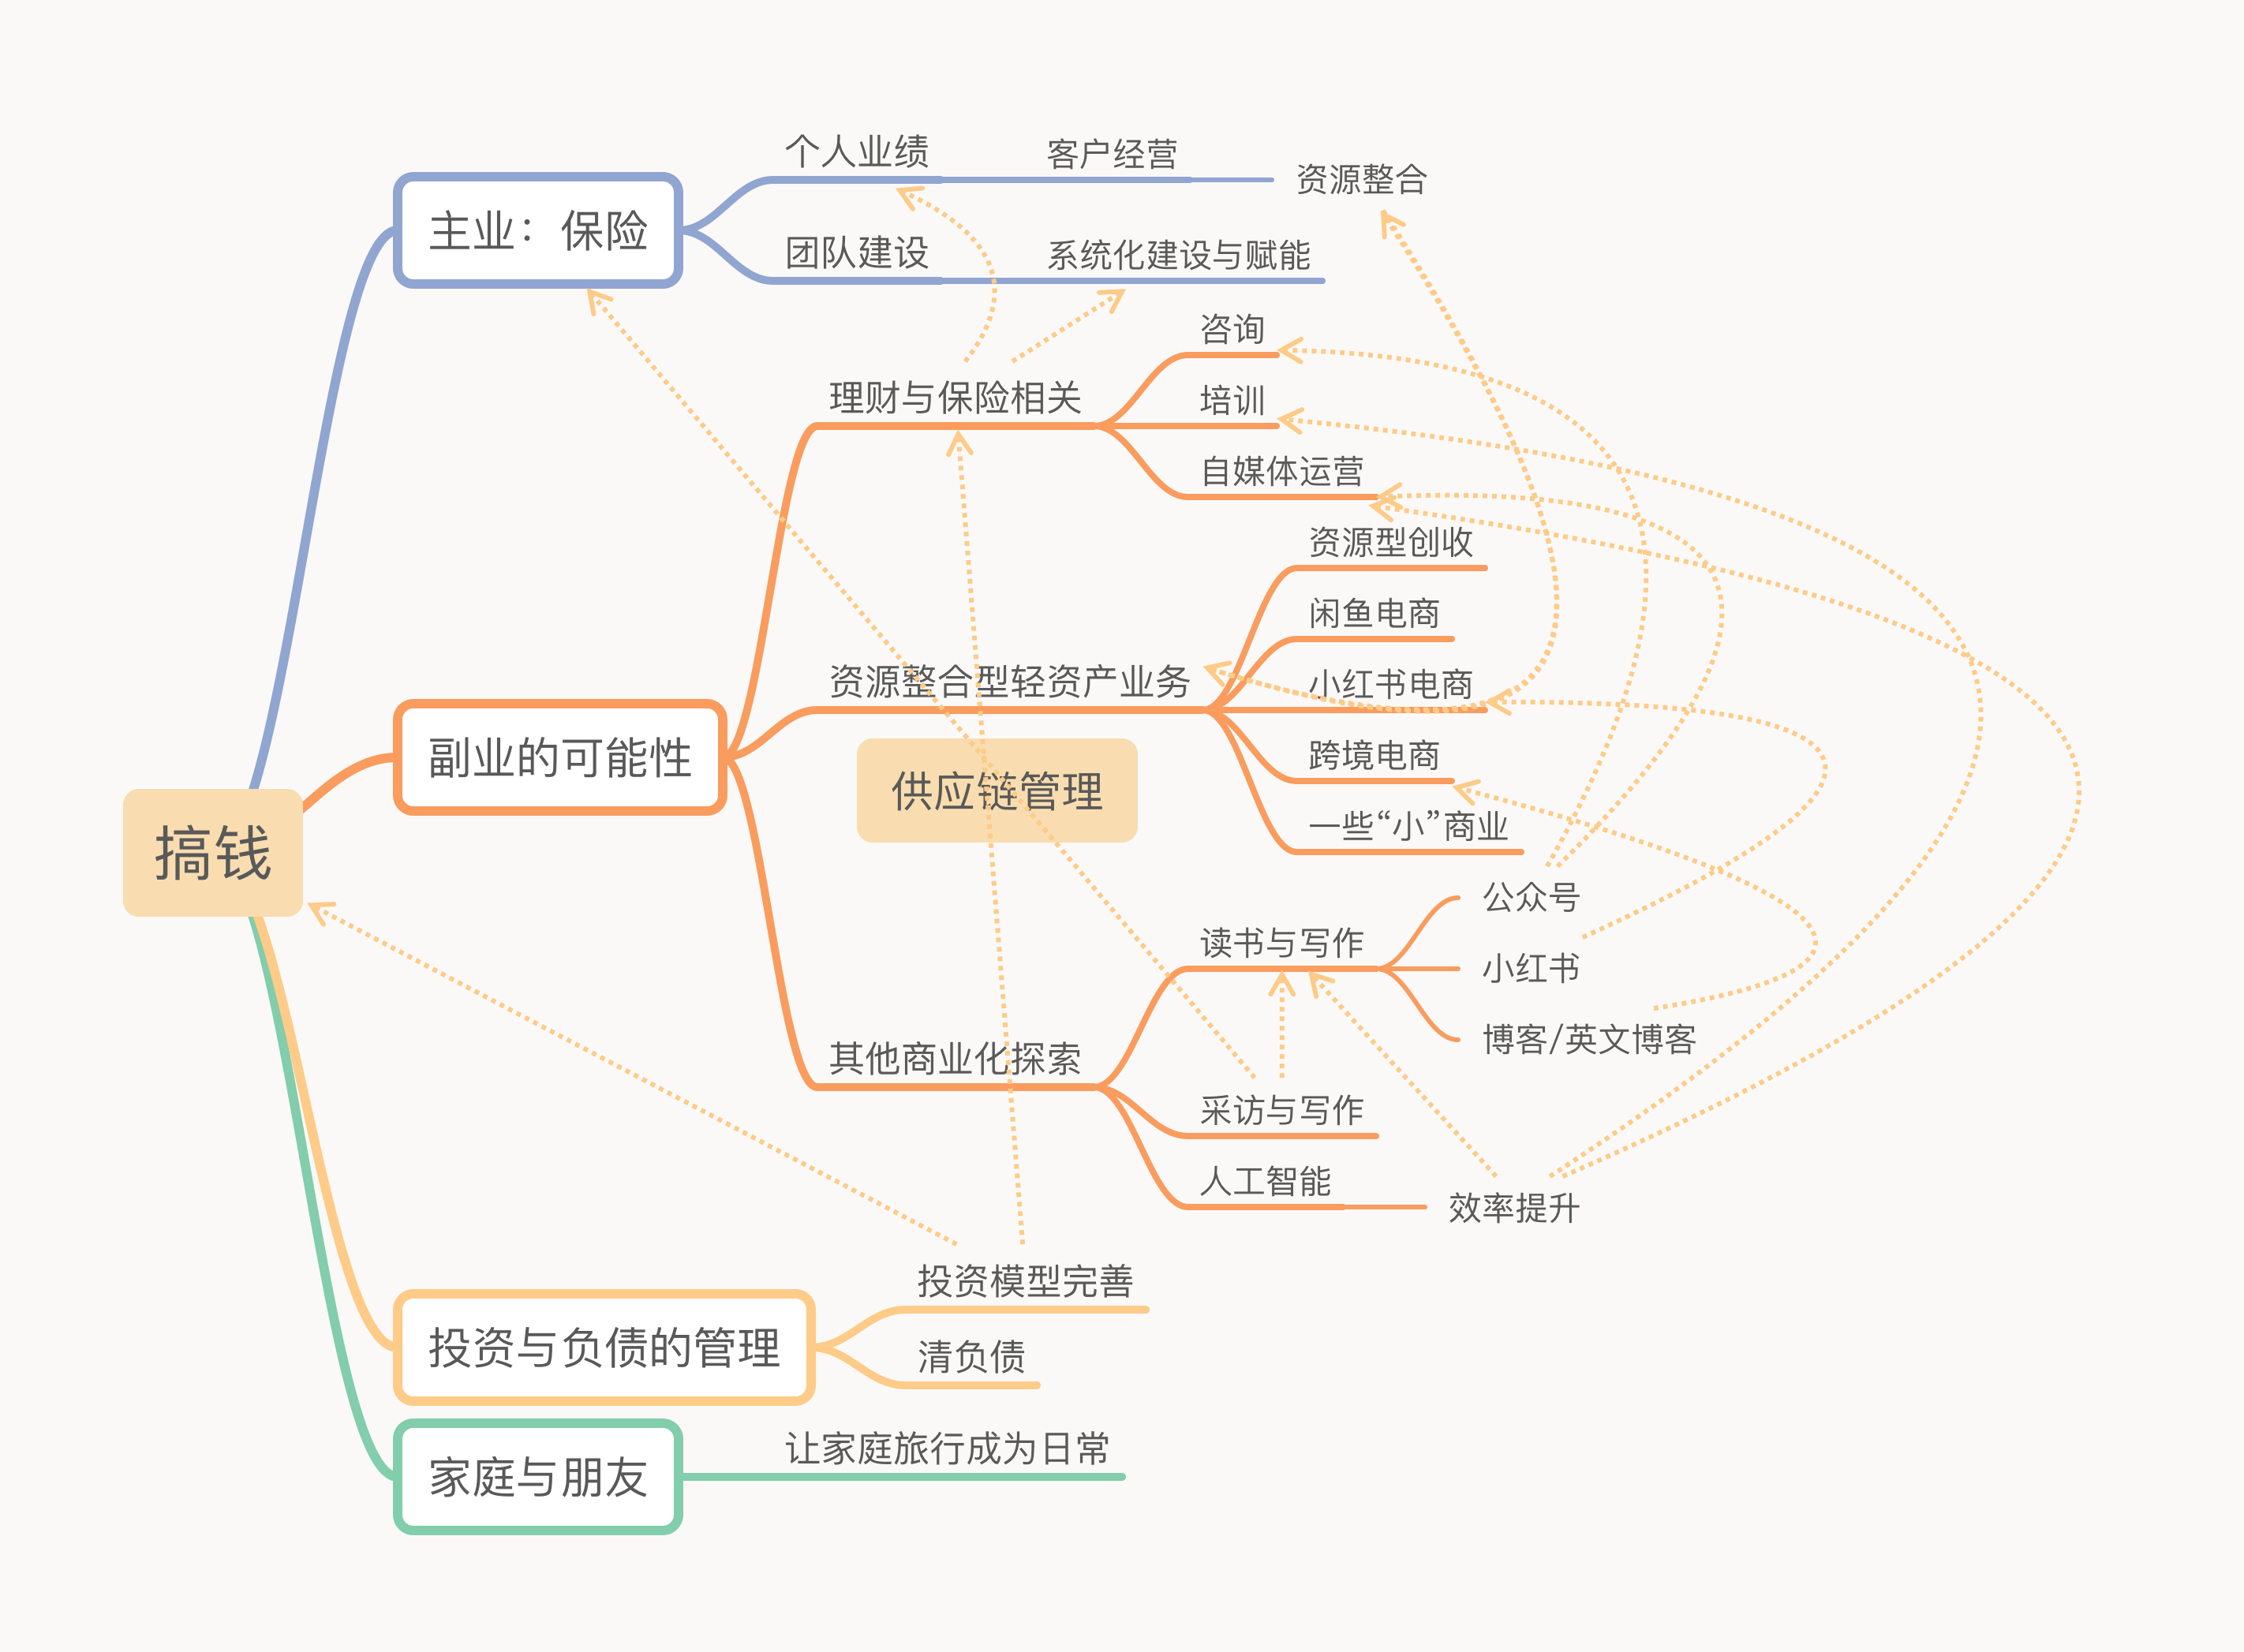 搞钱
主业：保险
个人业绩
客户经营
资源整合
团队建设
系统化建设与赋能
副业的可能性
理财与保险相关
咨询
培训
自媒体运营
资源整合型轻资产业务
资源型创收
闲鱼电商
小红书电商
跨境电商
一些“小”商业
供应链管理
其他商业化探索
读书与写作
公众号
小红书
博客/英文博客
采访与写作
人工智能
效率提升
投资与负债的管理
投资模型完善
清负债
家庭与朋友
让家庭旅行成为日常